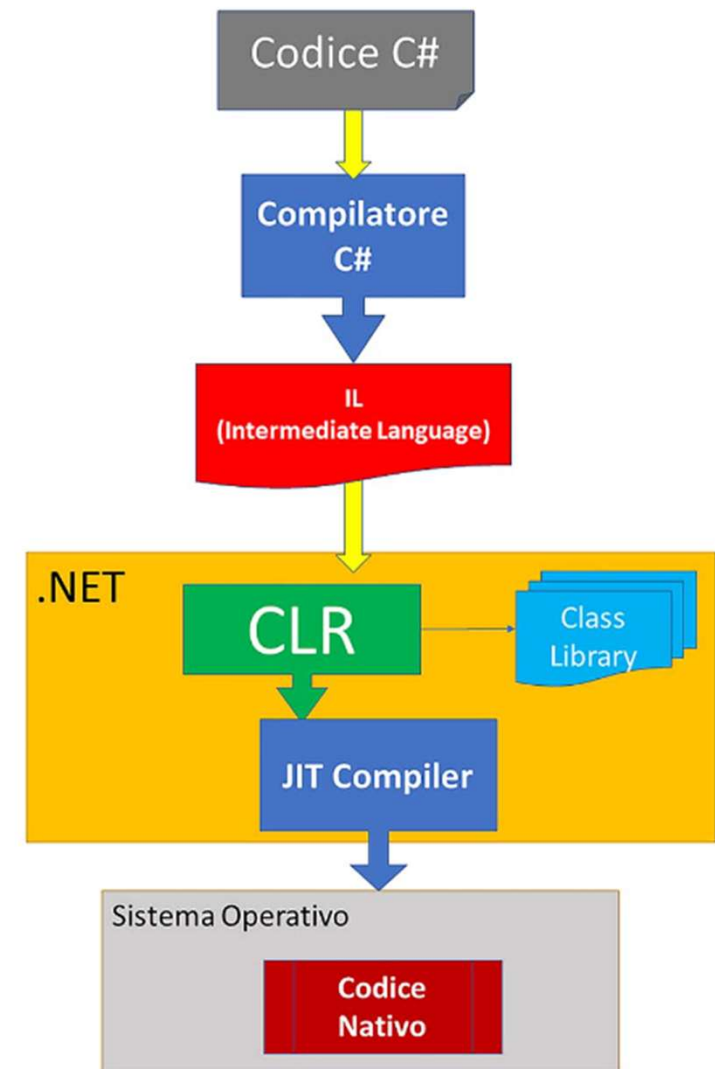 Codice C#
Compilatore
C#
IL
(Intermediate Language)
.NET
CLR
Class
Library
JIT Compiler
Sistema Operativo
Codice
Nativo